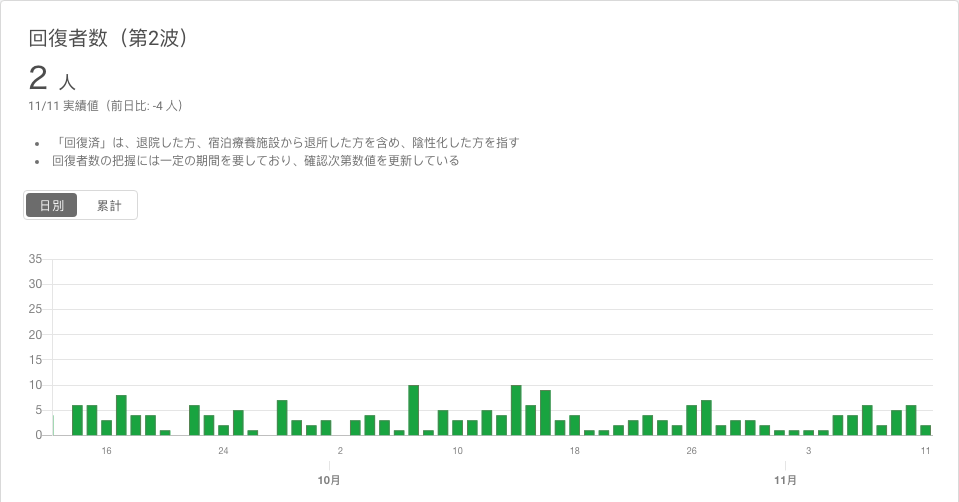 回復者数（第2波）
2 人
11/11 実績値（前日比: -4 人）
• 「回復済」は、退院した方、宿泊療養施設から退所した方を含め、陰性化した方を指す
• 回復者数の把握には一定の期間を要しており、確認次第数値を更新している
日別 累計
35
30
25
20
15
10
5
0
16 24 2 10 18 26 3 11
10月 11月